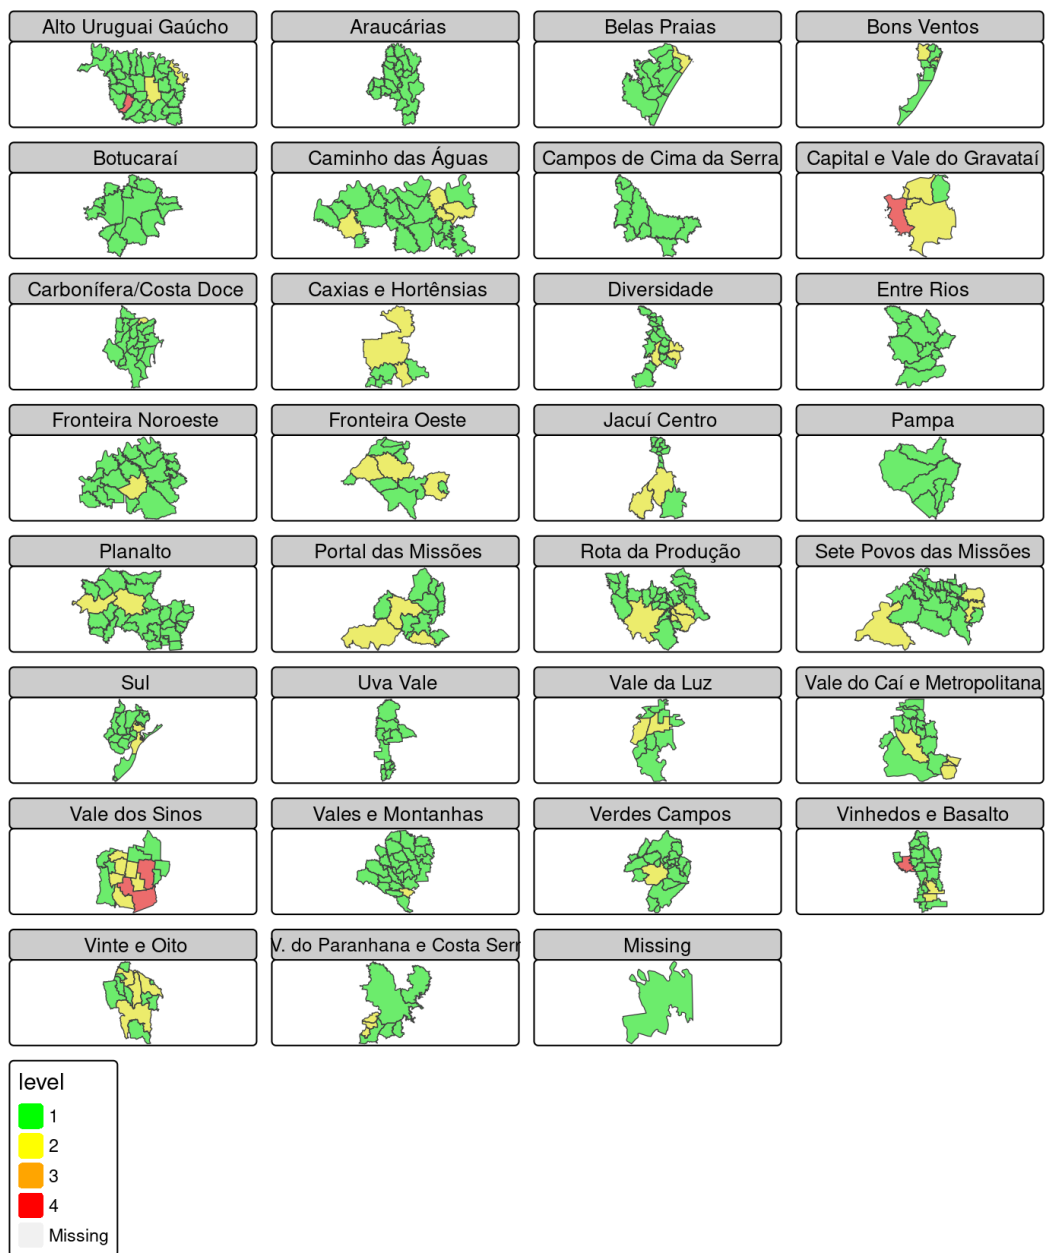 Alto Uruguai Gaúcho
Araucárias
Belas Praias
Bons Ventos
Botucaraí
Caminho das Águas
Campos de Cima da Serra
Capital e Vale do Gravataí
Carbonífera/Costa Doce
Caxias e Hortênsias
Diversidade
Entre Rios
Fronteira Noroeste
Fronteira Oeste
Jacuí Centro
Pampa
Planalto
Portal das Missões
Rota da Produção
Sete Povos das Missões
Sul
Uva Vale
Vale da Luz
Vale do Caí e Metropolitana
Vale dos Sinos
Vales e Montanhas
Verdes Campos
Vinhedos e Basalto
Vinte e Oito
V. do Paranhana e Costa Serr
Missing
level
1
2
3
4
Missing